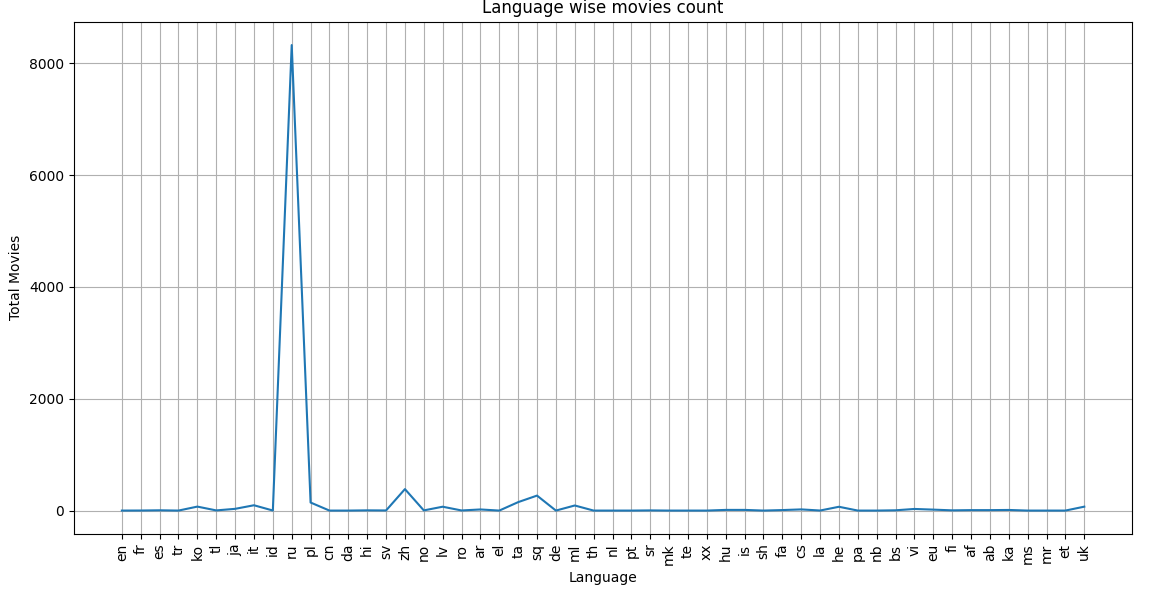 Language wise movies count
8000
6000
4000
2000
0
Total Movies
en fr es tr ko tl ja it id ru pl cn da hi sv zh no lv ro ar el ta sq de ml th nl pt sr mk te xx hu is sh fa cs la he pa nb bs vi eu fi af ab ka ms mr et uk
Language